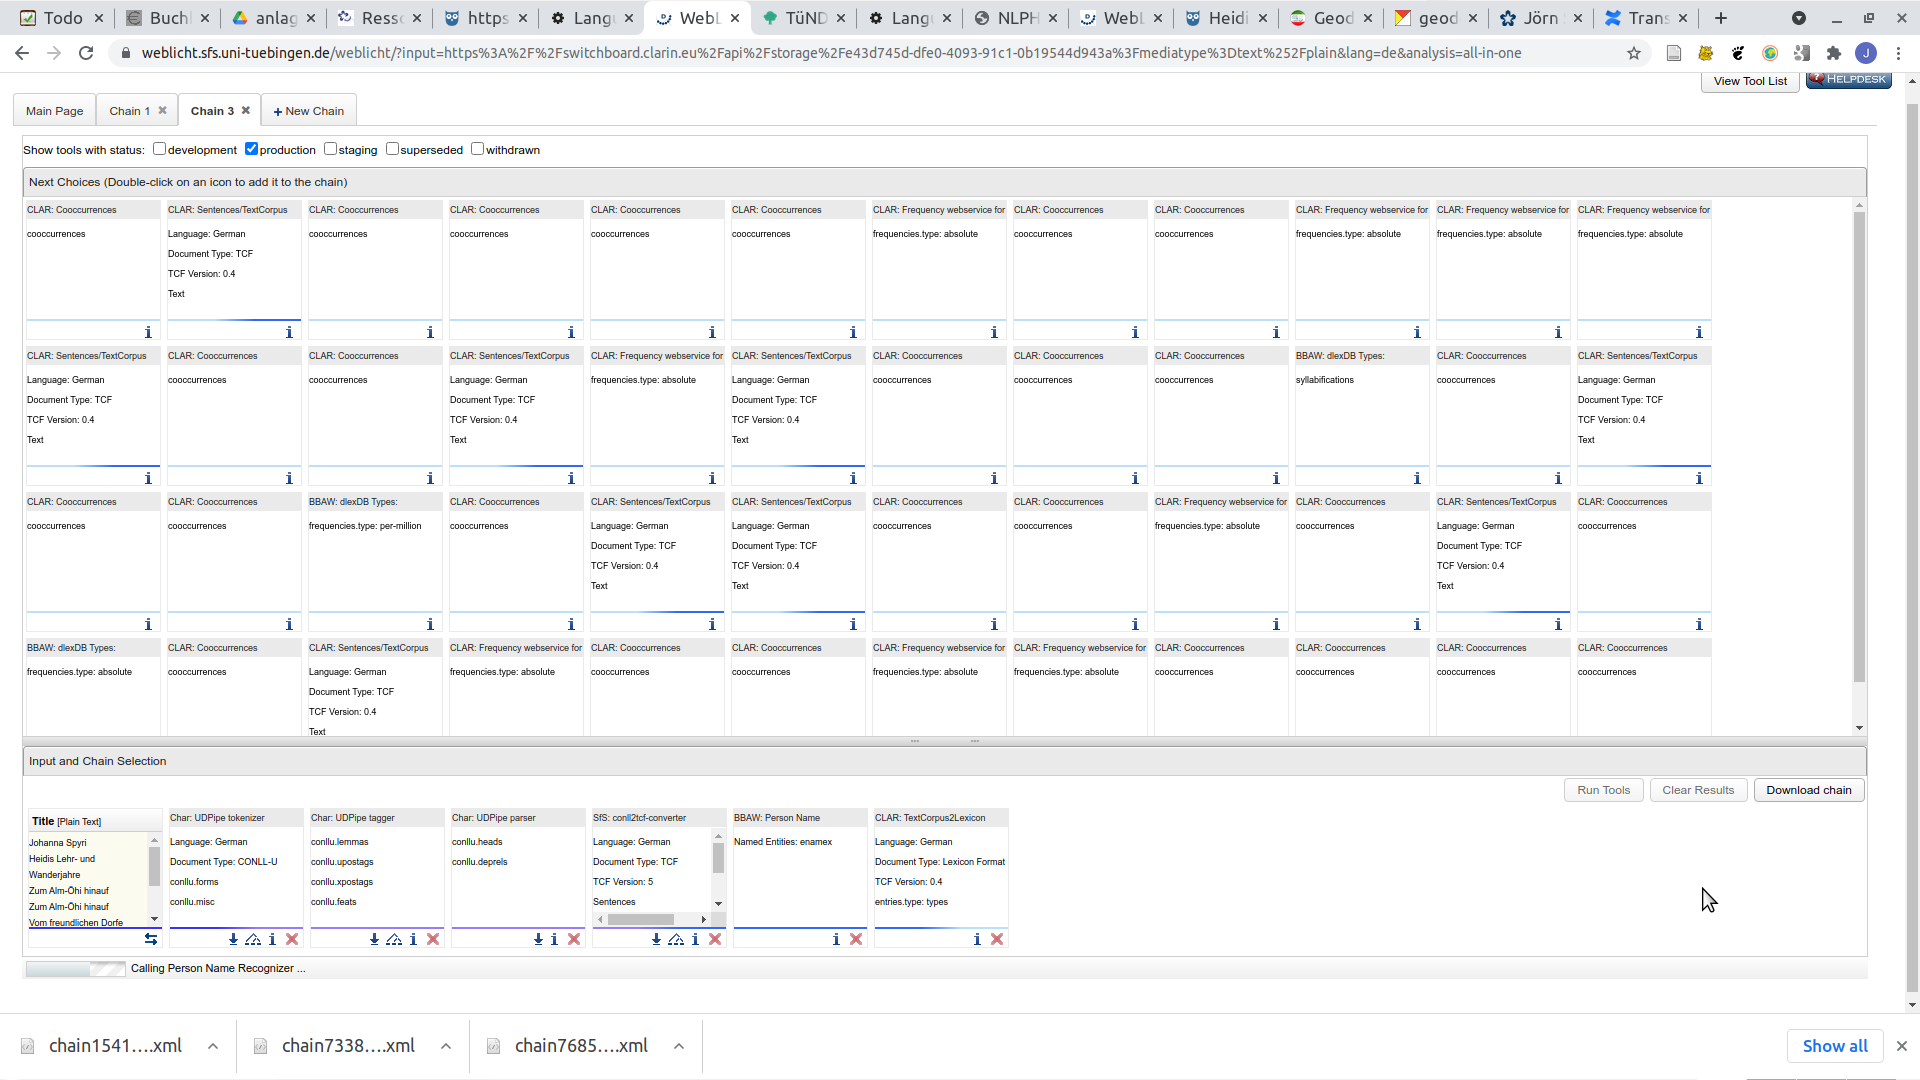 Todo
Buchl
anlag
Resso
https
Langu
WebL
TüND
Langu
NLPH
WebL
Heidi
Geod
geod
Jörn
Trans
weblicht.sfs.uni-tuebingen.de/weblicht/?input=https%3A%2F%2Fswitchboard.clarin.eu%2Fapi%2Fstorage%2Fe43d745d-dfe0-4093-91c1-0b19544d943a%3Fmediatype%3Dtext%252Fplain&lang=de&analysis=all-in-one
J
View Tool List
HELPDESK
Main Page
Chain 1
Chain 3
New Chain
Show tools with status: development production staging superseded withdrawn
Next Choices (Double-click on an icon to add it to the chain)
CLAR: Cooccurrences
cooccurrences
CLAR: Sentences/TextCorpus
Language: German
Document Type: TCF
TCF Version: 0.4
Text
CLAR: Cooccurrences
cooccurrences
CLAR: Cooccurrences
cooccurrences
CLAR: Cooccurrences
cooccurrences
CLAR: Cooccurrences
cooccurrences
CLAR: Frequency webservice for
frequencies.type: absolute
CLAR: Cooccurrences
cooccurrences
CLAR: Cooccurrences
cooccurrences
CLAR: Frequency webservice for
frequencies.type: absolute
CLAR: Frequency webservice for
frequencies.type: absolute
CLAR: Frequency webservice for
frequencies.type: absolute
CLAR: Sentences/TextCorpus
Language: German
Document Type: TCF
TCF Version: 0.4
Text
CLAR: Cooccurrences
cooccurrences
CLAR: Cooccurrences
cooccurrences
CLAR: Sentences/TextCorpus
Language: German
Document Type: TCF
TCF Version: 0.4
Text
CLAR: Frequency webservice for
frequencies.type: absolute
CLAR: Sentences/TextCorpus
Language: German
Document Type: TCF
TCF Version: 0.4
Text
CLAR: Cooccurrences
cooccurrences
CLAR: Cooccurrences
cooccurrences
CLAR: Cooccurrences
cooccurrences
BBAW: dlexDB Types:
syllabifications
CLAR: Cooccurrences
cooccurrences
CLAR: Sentences/TextCorpus
Language: German
Document Type: TCF
TCF Version: 0.4
Text
CLAR: Cooccurrences
cooccurrences
CLAR: Cooccurrences
cooccurrences
BBAW: dlexDB Types:
frequencies.type: per-million
CLAR: Cooccurrences
cooccurrences
CLAR: Sentences/TextCorpus
Language: German
Document Type: TCF
TCF Version: 0.4
Text
CLAR: Sentences/TextCorpus
Language: German
Document Type: TCF
TCF Version: 0.4
Text
CLAR: Cooccurrences
cooccurrences
CLAR: Cooccurrences
cooccurrences
CLAR: Frequency webservice for
frequencies.type: absolute
CLAR: Cooccurrences
cooccurrences
CLAR: Sentences/TextCorpus
Language: German
Document Type: TCF
TCF Version: 0.4
Text
CLAR: Cooccurrences
cooccurrences
BBAW: dlexDB Types:
frequencies.type: absolute
CLAR: Cooccurrences
cooccurrences
CLAR: Sentences/TextCorpus
Language: German
Document Type: TCF
TCF Version: 0.4
Text
CLAR: Frequency webservice for
frequencies.type: absolute
CLAR: Cooccurrences
cooccurrences
CLAR: Cooccurrences
cooccurrences
CLAR: Frequency webservice for
frequencies.type: absolute
CLAR: Frequency webservice for
frequencies.type: absolute
CLAR: Cooccurrences
cooccurrences
CLAR: Cooccurrences
cooccurrences
CLAR: Cooccurrences
cooccurrences
CLAR: Cooccurrences
cooccurrences
Input and Chain Selection
Run Tools
Clear Results
Download chain
Title [Plain Text]
Johanna Spyri
Heidis Lehr- und
Wanderjahre
Zum Alm-Öhi hinauf
Zum Alm-Öhi hinauf
Vom freundlichen Dorfe
Char: UDPipe tokenizer
Language: German
Document Type: CONLL-U
conllu.forms
conllu.misc
Char: UDPipe tagger
conllu.lemmas
conllu.upostags
conllu.xpostags
conllu.feats
Char: UDPipe parser
conllu.heads
conllu.deprels
SfS: conll2tcf-converter
Language: German
Document Type: TCF
TCF Version: 5
Sentences
BBAW: Person Name
Named Entities: enamex
CLAR: TextCorpus2Lexicon
Language: German
Document Type: Lexicon Format
TCF Version: 0.4
entries.type: types
Calling Person Name Recognizer ...
chain1541....xml
chain7338....xml
chain7685....xml
Show all